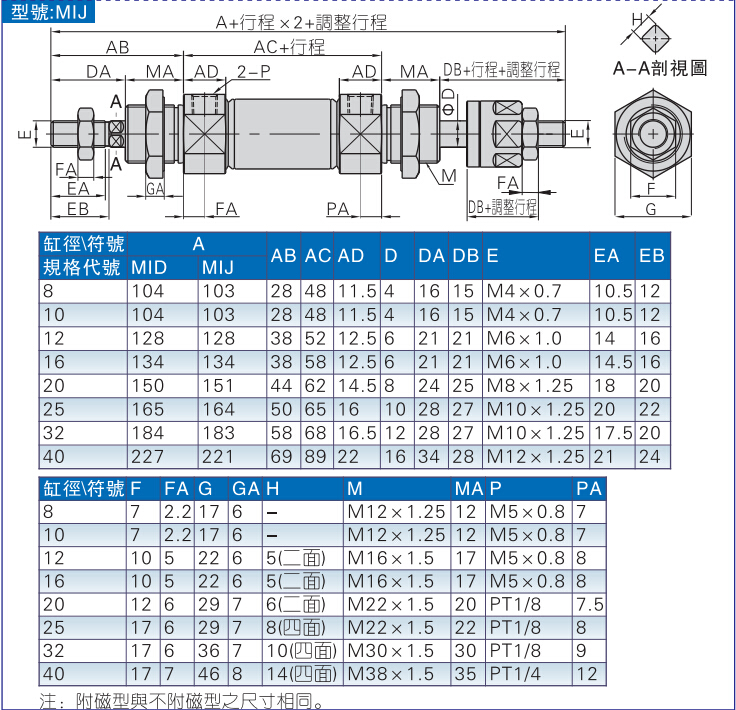 型號:MIJ
A+行程×2+調整行程
H
AB
AC+行程
DA
MA
AD
2-P
AD
MA
DB+行程+調整行程
A-A剖視圖
A
ΦD
E
E
A
FA
M
EA
GA
FA
F
EB
FA
PA
DB+調整行程
G
缸徑\符號 A AB AC AD D DA DB E EA EB
規格代號 MID MIJ
8 104 103 28 48 11.5 4 16 15 M4×0.7 10.5 12
10 104 103 28 48 11.5 4 16 15 M4×0.7 10.5 12
12 128 128 38 52 12.5 6 21 21 M6×1.0 14 16
16 134 134 38 58 12.5 6 21 21 M6×1.0 14.5 16
20 150 151 44 62 14.5 8 24 25 M8×1.25 18 20
25 165 164 50 65 16 10 28 27 M10×1.25 20 22
32 184 183 58 68 16.5 12 28 27 M10×1.25 17.5 20
40 227 221 69 89 22 16 34 28 M12×1.25 21 24
缸徑\符號 F FA G GA H M MA P PA
8 7 2.2 17 6 – M12×1.25 12 M5×0.8 7
10 7 2.2 17 6 – M12×1.25 12 M5×0.8 7
12 10 5 22 6 5(二面) M16×1.5 17 M5×0.8 8
16 10 5 22 6 5(二面) M16×1.5 17 M5×0.8 8
20 12 6 29 7 6(二面) M22×1.5 20 PT1/8 7.5
25 17 6 29 7 8(四面) M22×1.5 22 PT1/8 8
32 17 6 36 7 10(四面) M30×1.5 30 PT1/8 9
40 17 7 46 8 14(四面) M38×1.5 35 PT1/4 12
注：附磁型與不附磁型之尺寸相同。